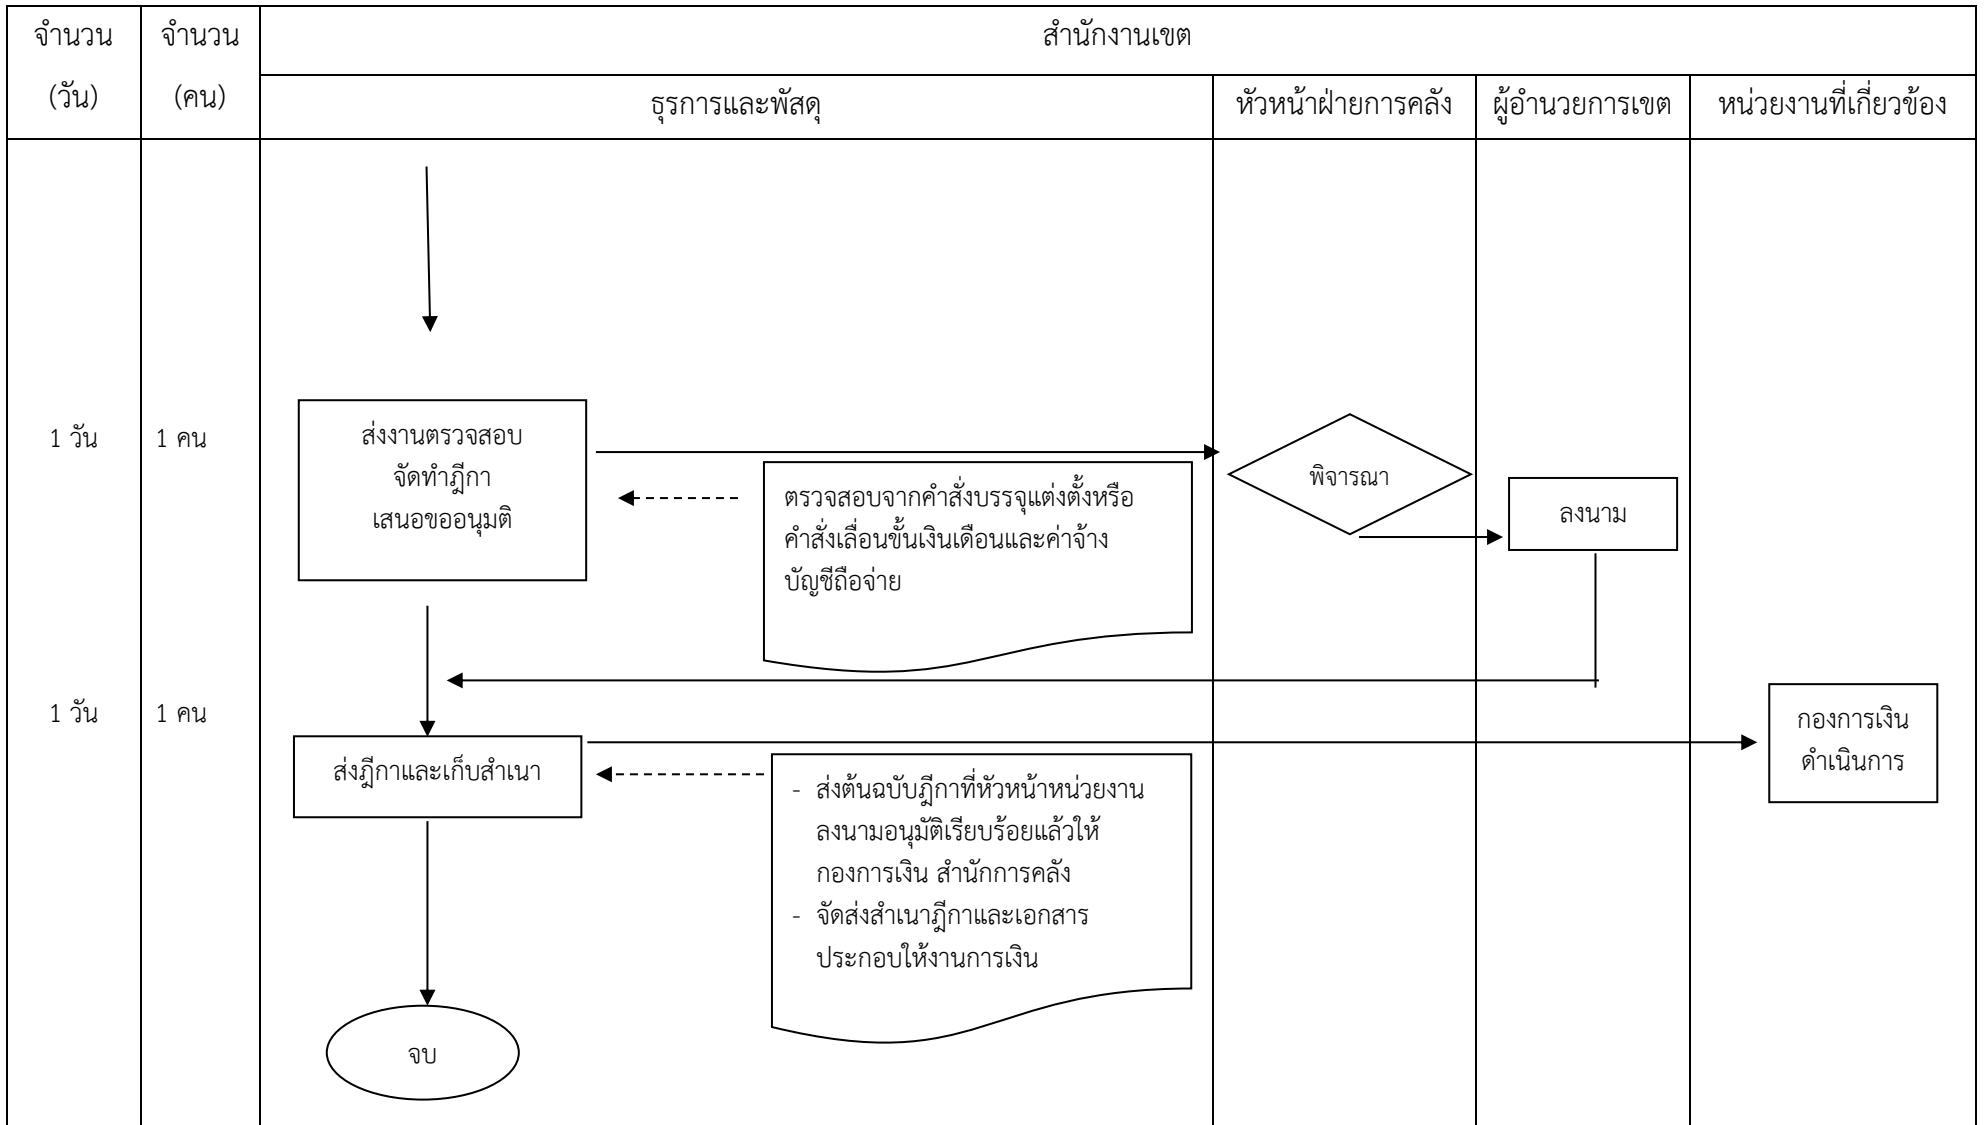 จำนวน
(วัน)
จำนวน
(คน)
สำนักงานเขต
ธุรการและพัสดุ
หัวหน้าฝ่ายการคลัง
ผู้อำนวยการเขต
หน่วยงานที่เกี่ยวข้อง
1 วัน
1 คน
ส่งงานตรวจสอบ
จัดทำฎีกา
เสนอขออนุมติ
ตรวจสอบจากคำสั่งบรรจุแต่งตั้งหรือ
คำสั่งเลื่อนขั้นเงินเดือนและค่าจ้าง
บัญชีถือจ่าย
พิจารณา
ลงนาม
1 วัน
1 คน
ส่งฎีกาและเก็บสำเนา
- ส่งต้นฉบับฎีกาที่หัวหน้าหน่วยงาน
ลงนามอนุมัติเรียบร้อยแล้วให้
กองการเงิน สำนักการคลัง
- จัดส่งสำเนาฎีกาและเอกสาร
ประกอบให้งานการเงิน
กองการเงิน
ดำเนินการ
จบ